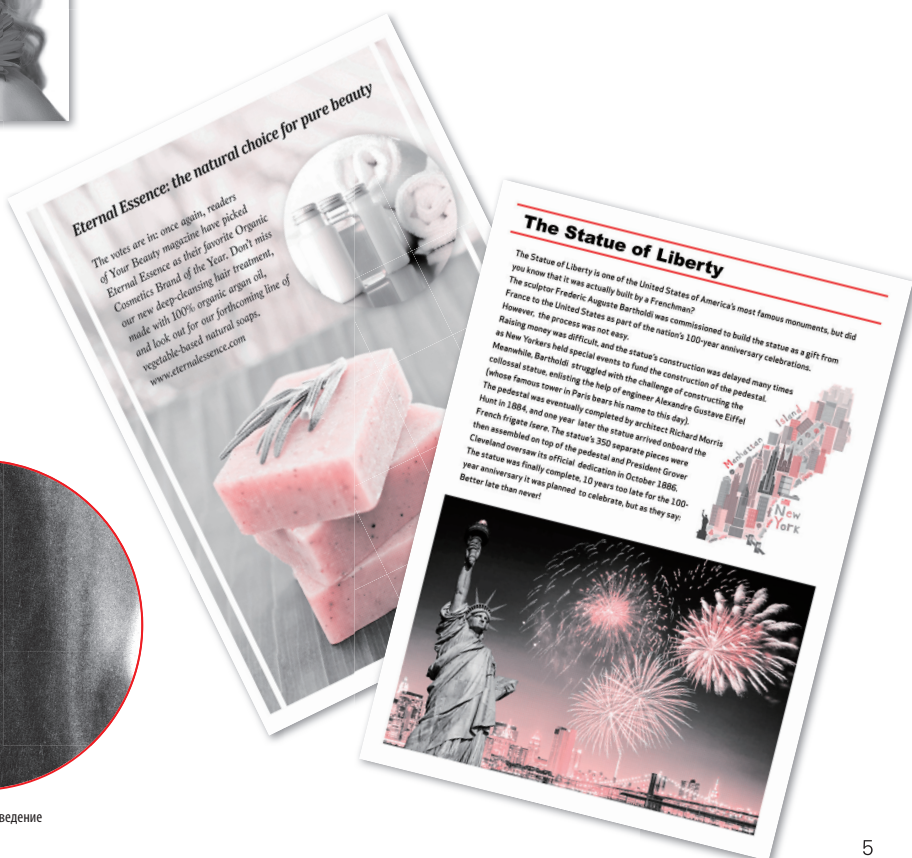 Eternal Essence: the natural choice for pure beauty
The votes are in: once again, readers
of Your Beauty magazine have picked
Eternal Essence as their favorite Organic
Cosmetics Brand of the Year. Don't miss
our new deep-cleansing hair treatment,
made with 100% organic argan oil,
and look out for our forthcoming line of
vegetable-based natural soaps.
www.eternalessence.com
The Statue of Liberty
The Statue of Liberty is one of the United States of America's most famous monuments, but did
you know that it was actually built by a Frenchman?
The sculptor Frederic Auguste Bartholdi was commissioned to build the statue as a gift from
France to the United States as part of the nation's 100-year anniversary celebrations.
However, the process was not easy.
Raising money was difficult, and the statue's construction was delayed many times
as New Yorkers held special events to fund the construction of the pedestal.
Meanwhile, Bartholdi struggled with the challenge of constructing the
collossal statue, enlisting the help of engineer Alexandre Gustave Eiffel
(whose famous tower in Paris bears his name to this day).
The pedestal was eventually completed by architect Richard Morris
Hunt in 1884, and one year later the statue arrived onboard the
French frigate Isere. The statue's 350 separate pieces were
then assembled on top of the pedestal and President Grover
Cleveland oversaw its official dedication in October 1886.
The statue was finally complete, 10 years too late for the 100-
year anniversary it was planned to celebrate, but as they say:
Better late than never!
Manhattan Island
New
York
ведение
5